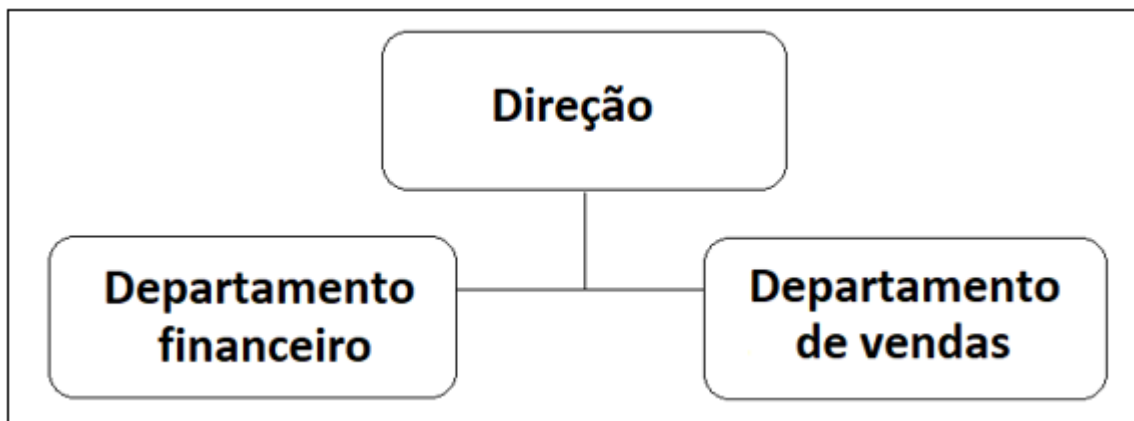 Direção
Departamento
financeiro
Departamento
de vendas